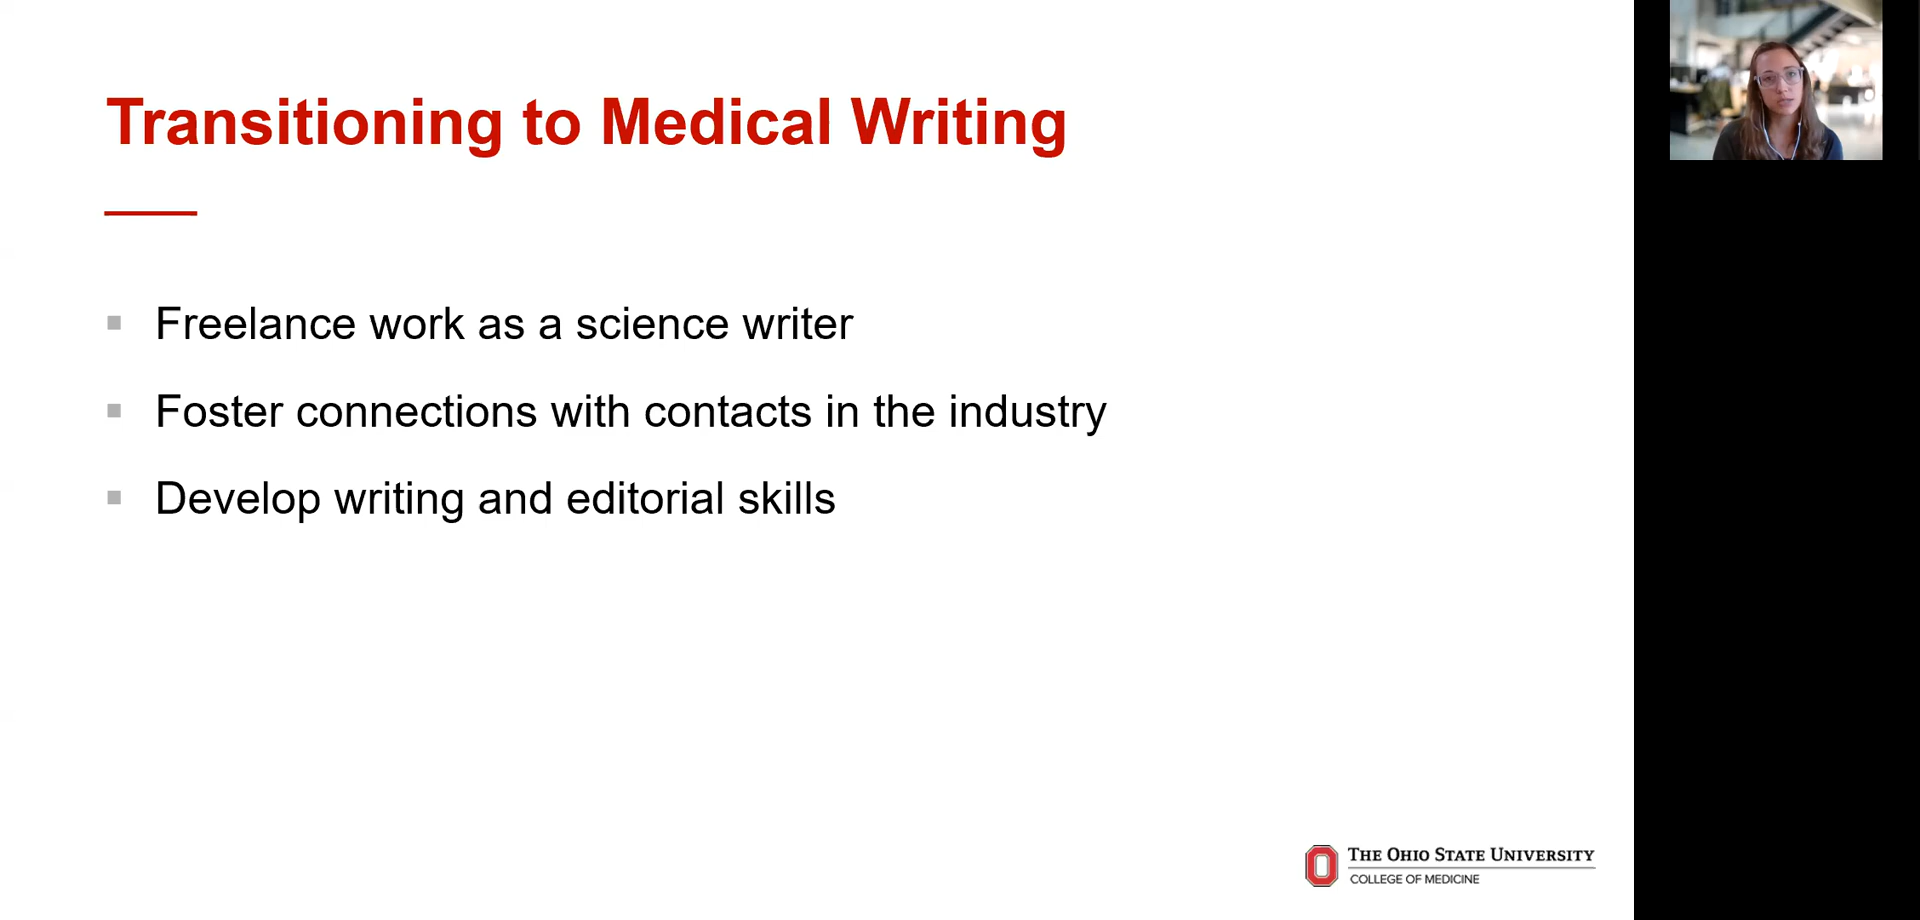 Transitioning to Medical Writing
Freelance work as a science writer
Foster connections with contacts in the industry
Develop writing and editorial skills
THE OHIO STATE UNIVERSITY
COLLEGE OF MEDICINE